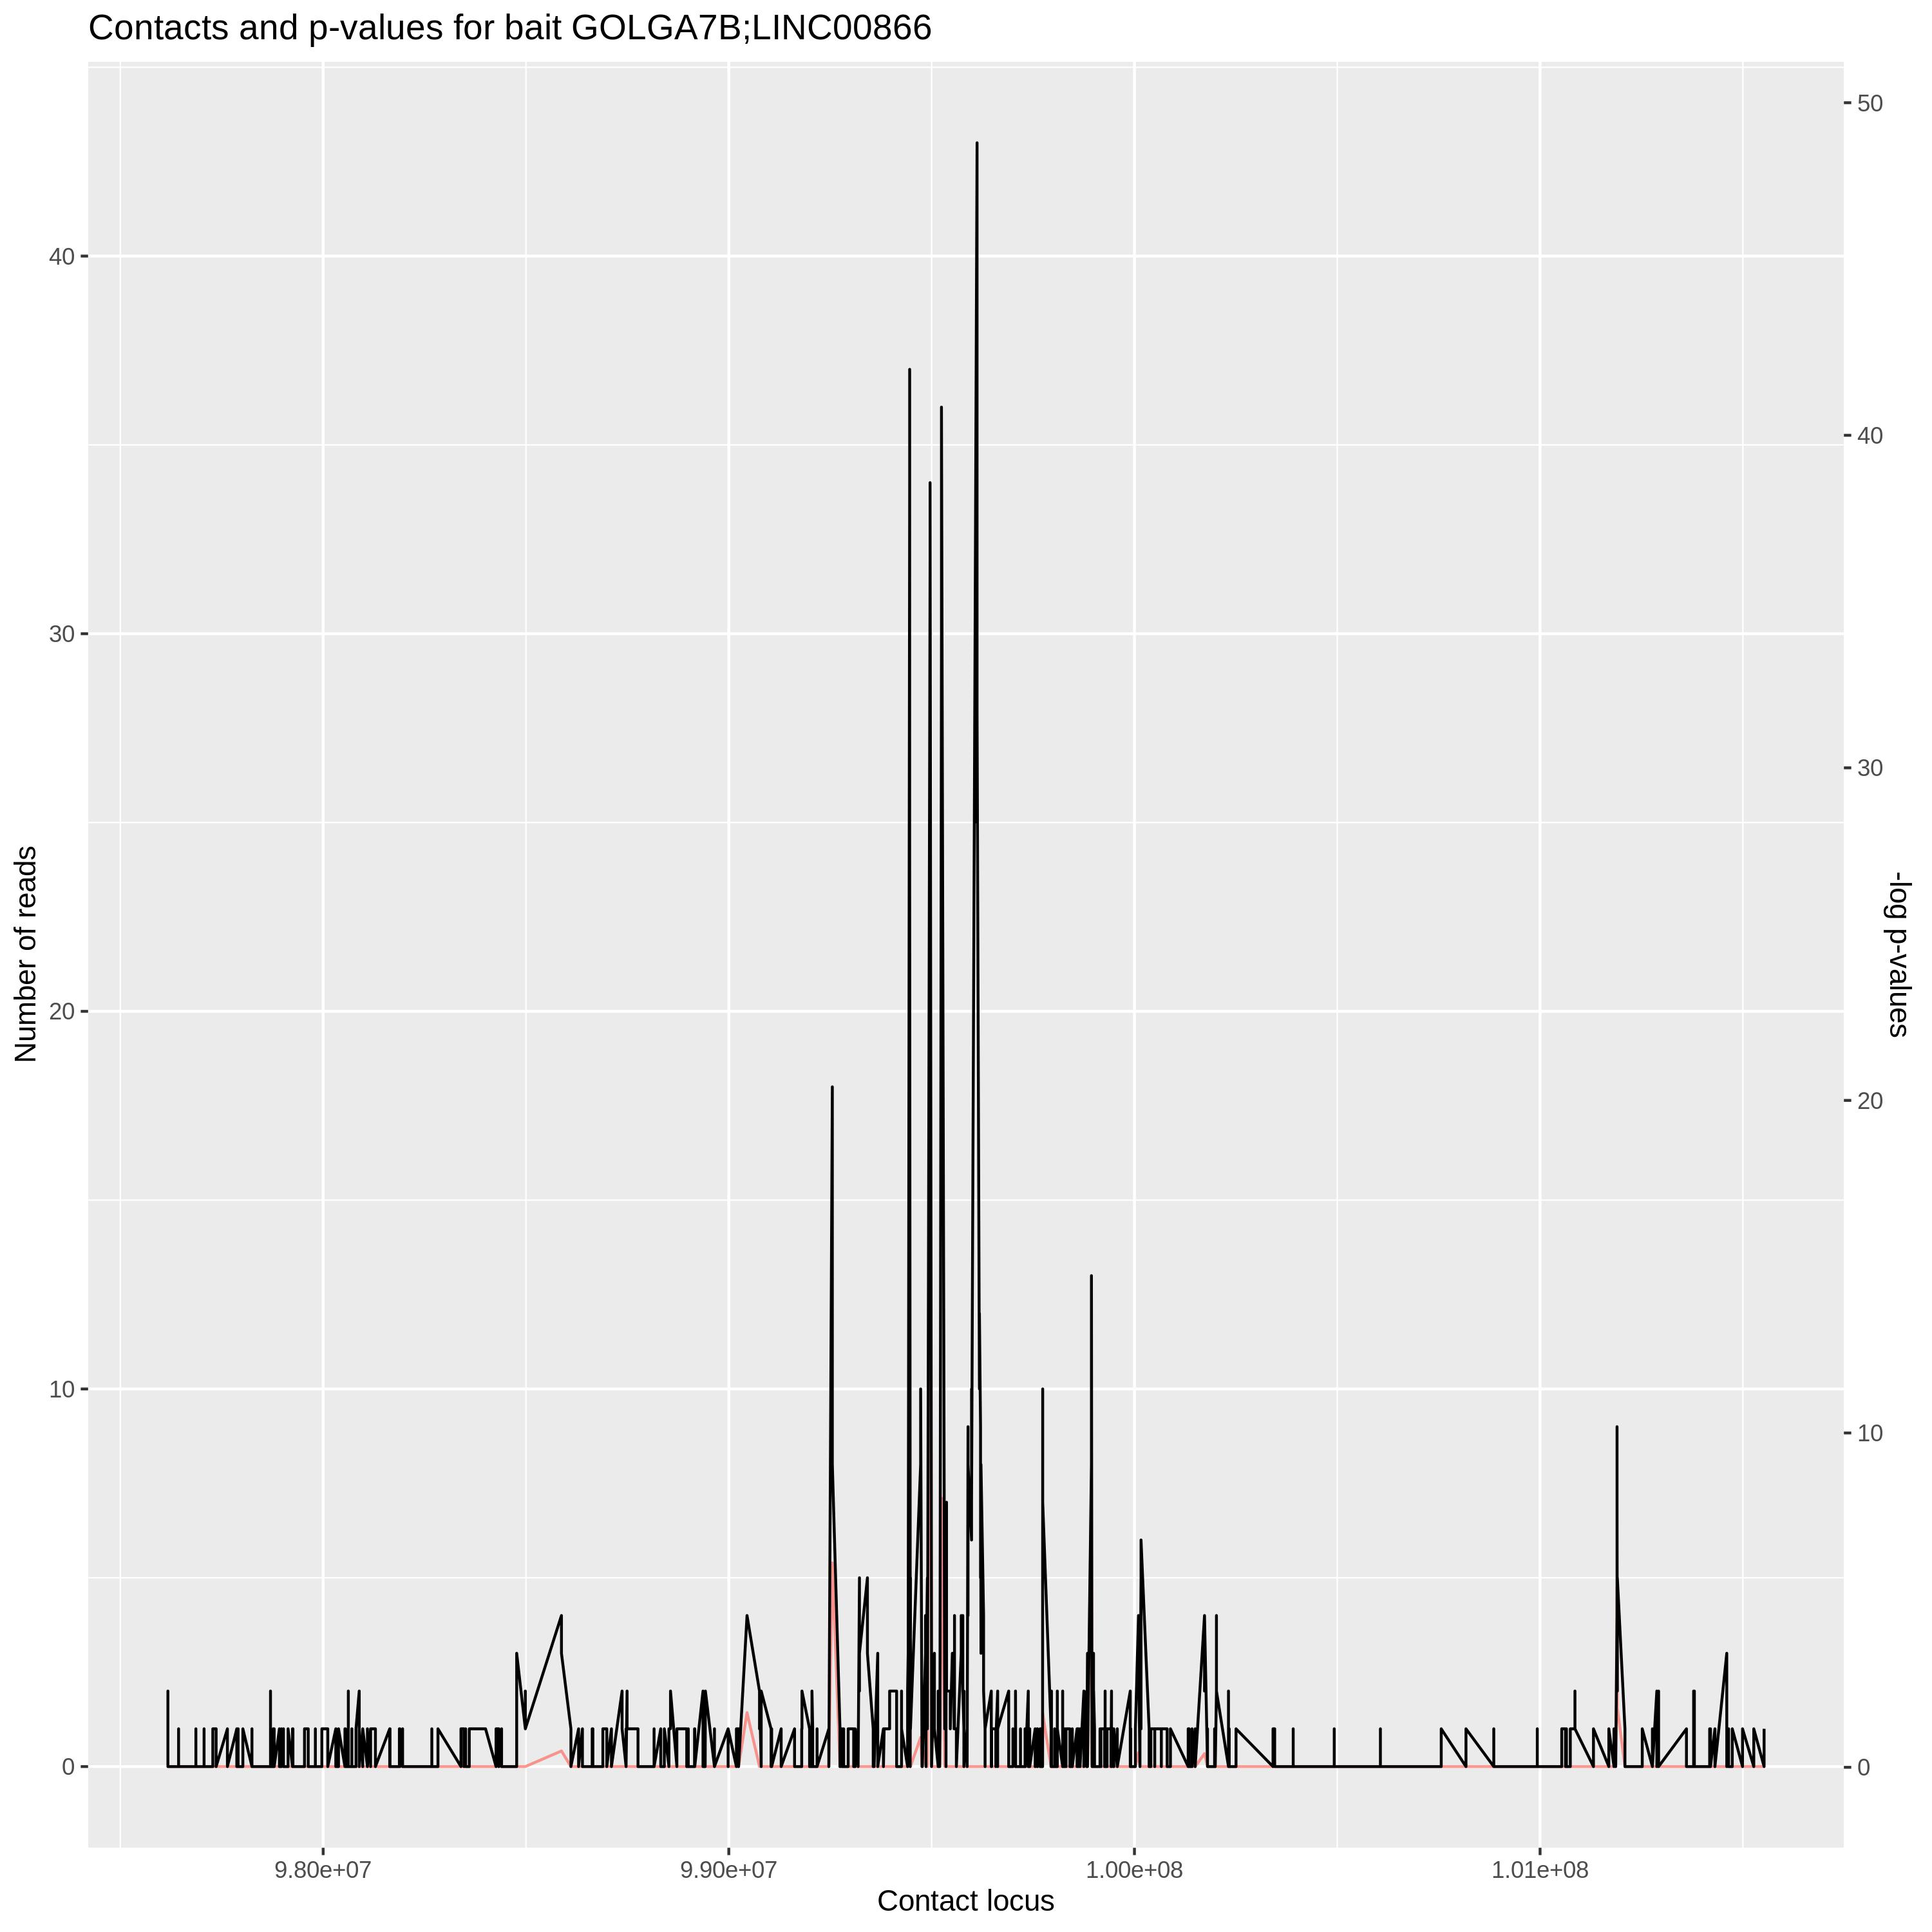 Contacts and p-values for bait GOLGA7B;LINC00866
50
40
40
30
30
20
20
10
10
0
0
Number of reads
-log p-values
9.80e+07
9.90e+07
1.00e+08
1.01e+08
Contact locus